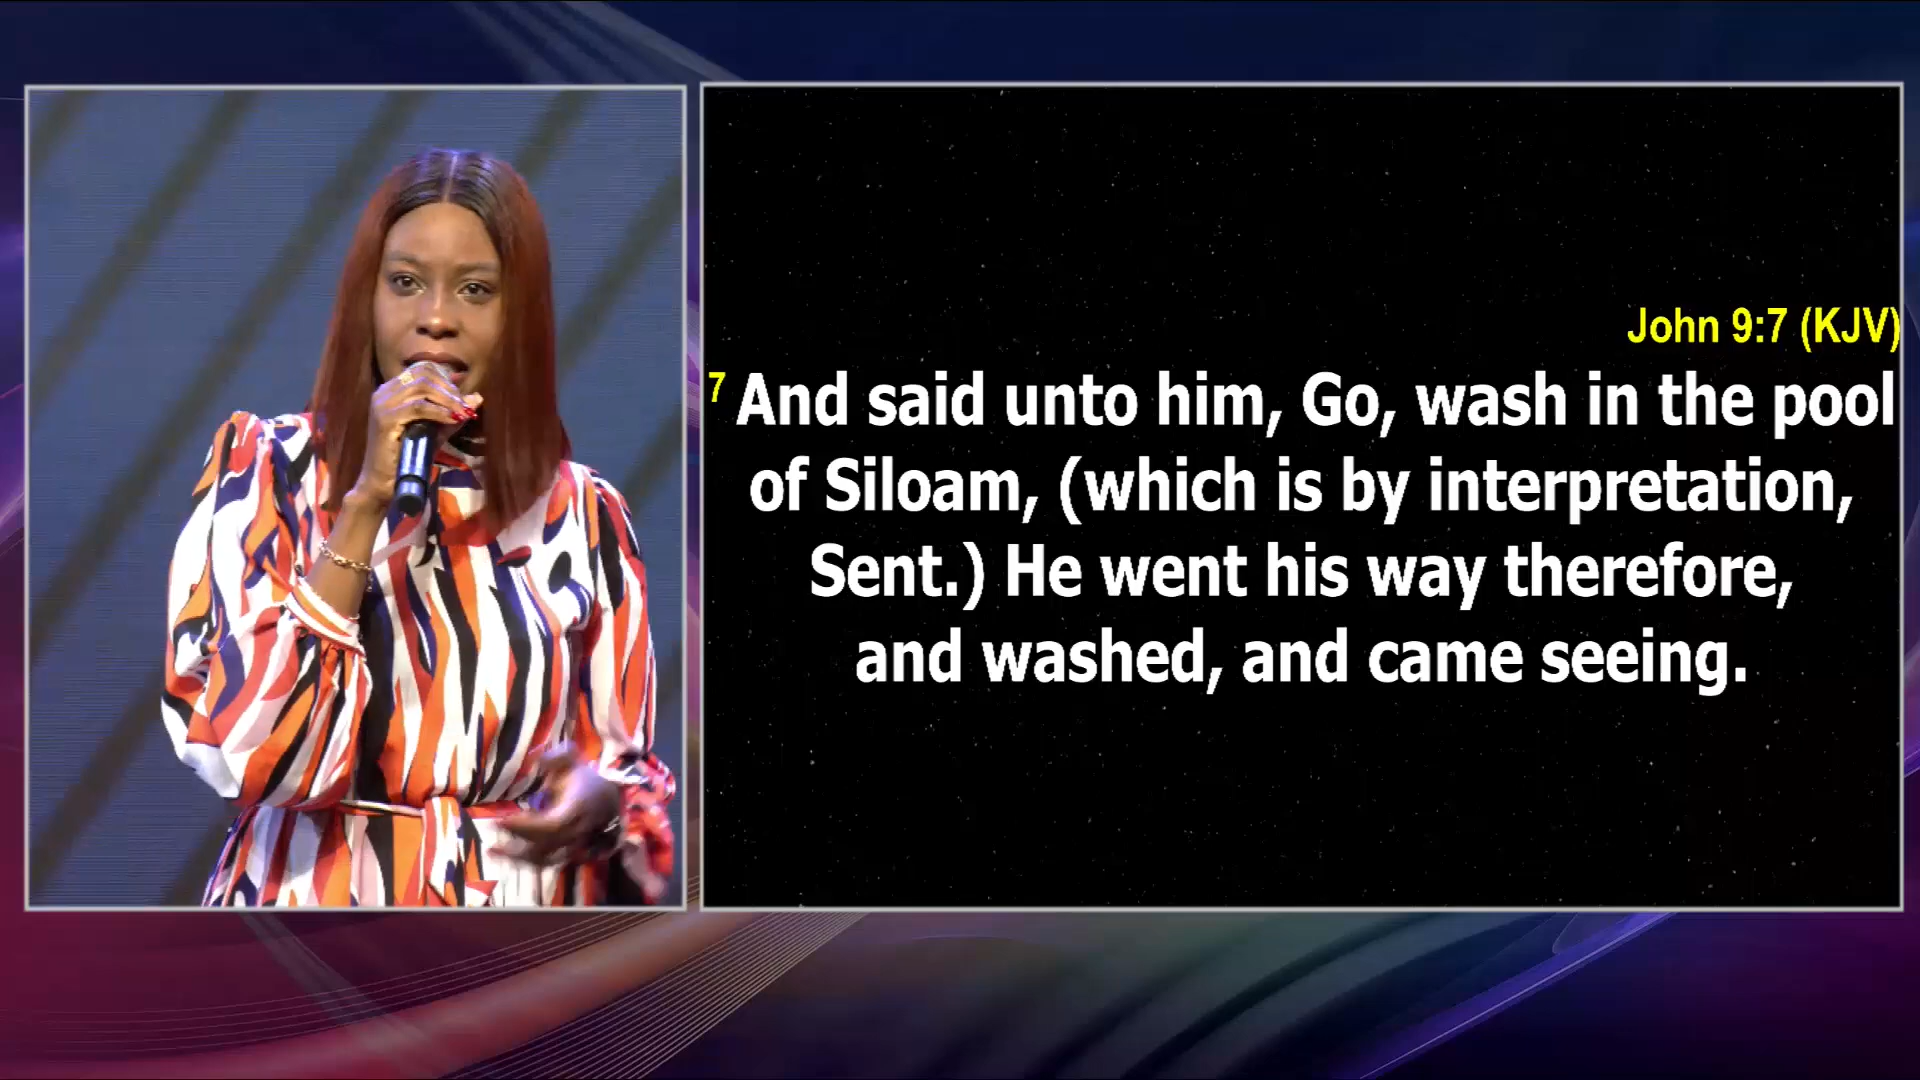 John 9:7 (KJV)
7 And said unto him, Go, wash in the pool
of Siloam, (which is by interpretation,
Sent.) He went his way therefore,
and washed, and came seeing.